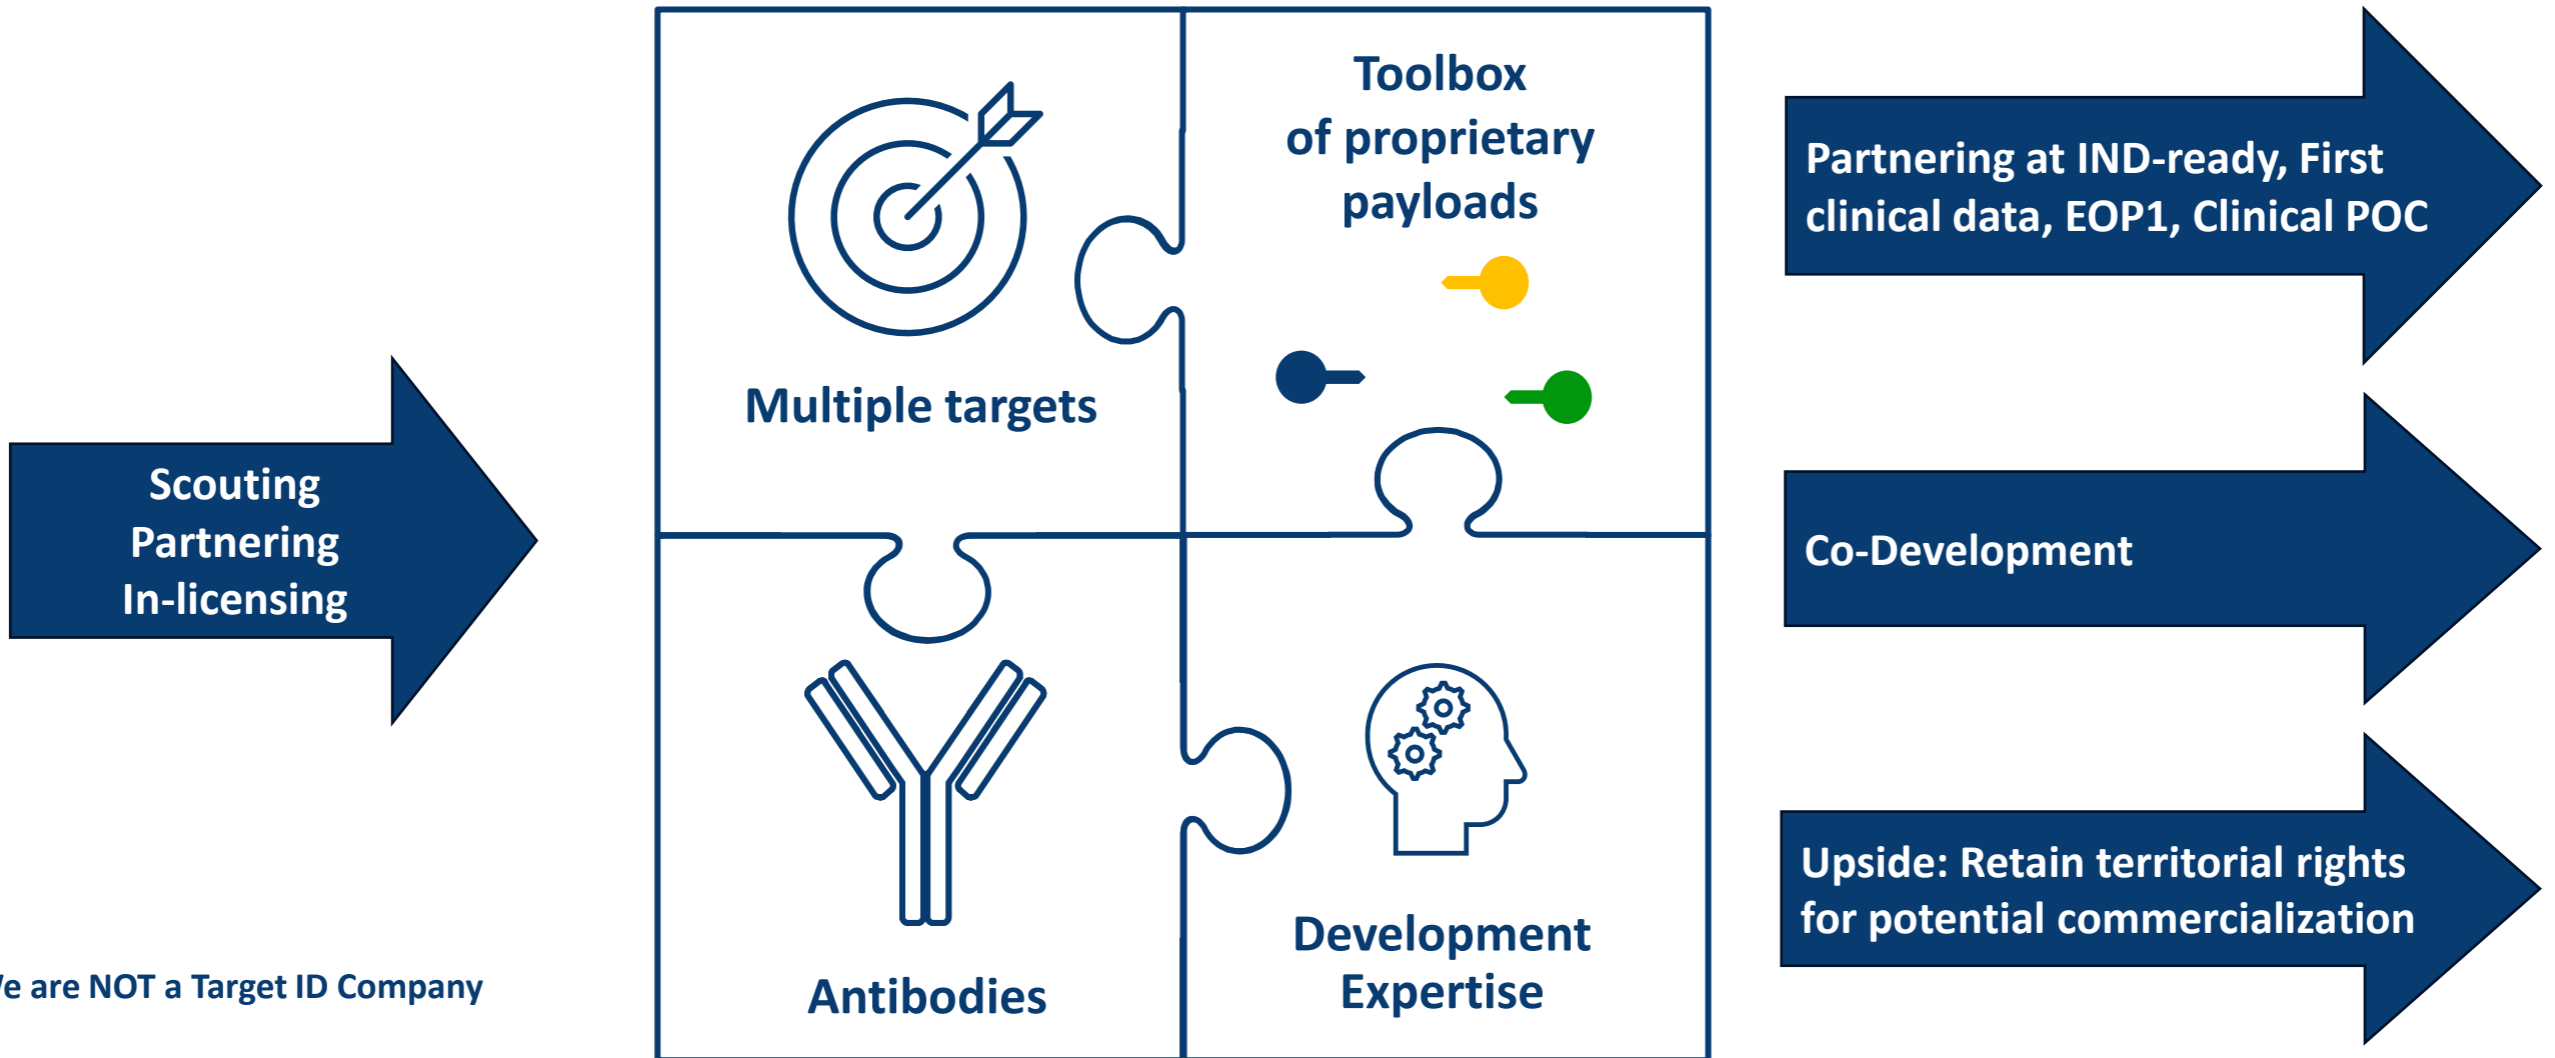 Scouting
Partnering
In-licensing
Multiple targets
Toolbox
of proprietary
payloads
Antibodies
Development
Expertise
Partnering at IND-ready, First
clinical data, EOP1, Clinical POC
Co-Development
Upside: Retain territorial rights
for potential commercialization
are NOT a Target ID Company